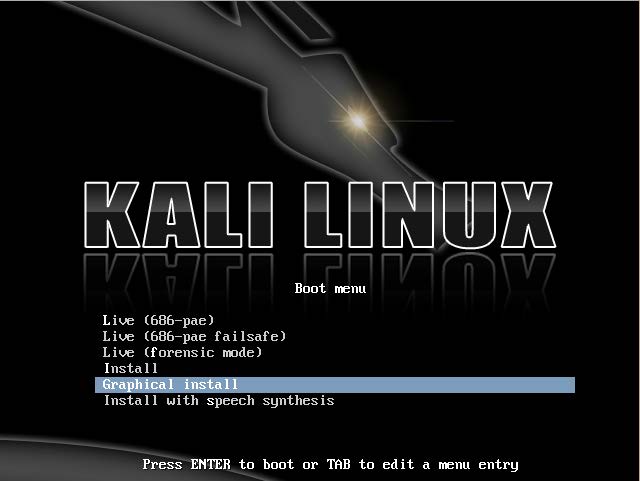 KALI LINUX
Boot menu
Live (686-pae)
Live (686-pae failsafe)
Live (forensic mode)
Install
Graphical install
Install with speech synthesis
Press ENTER to boot or TAB to edit a menu entry